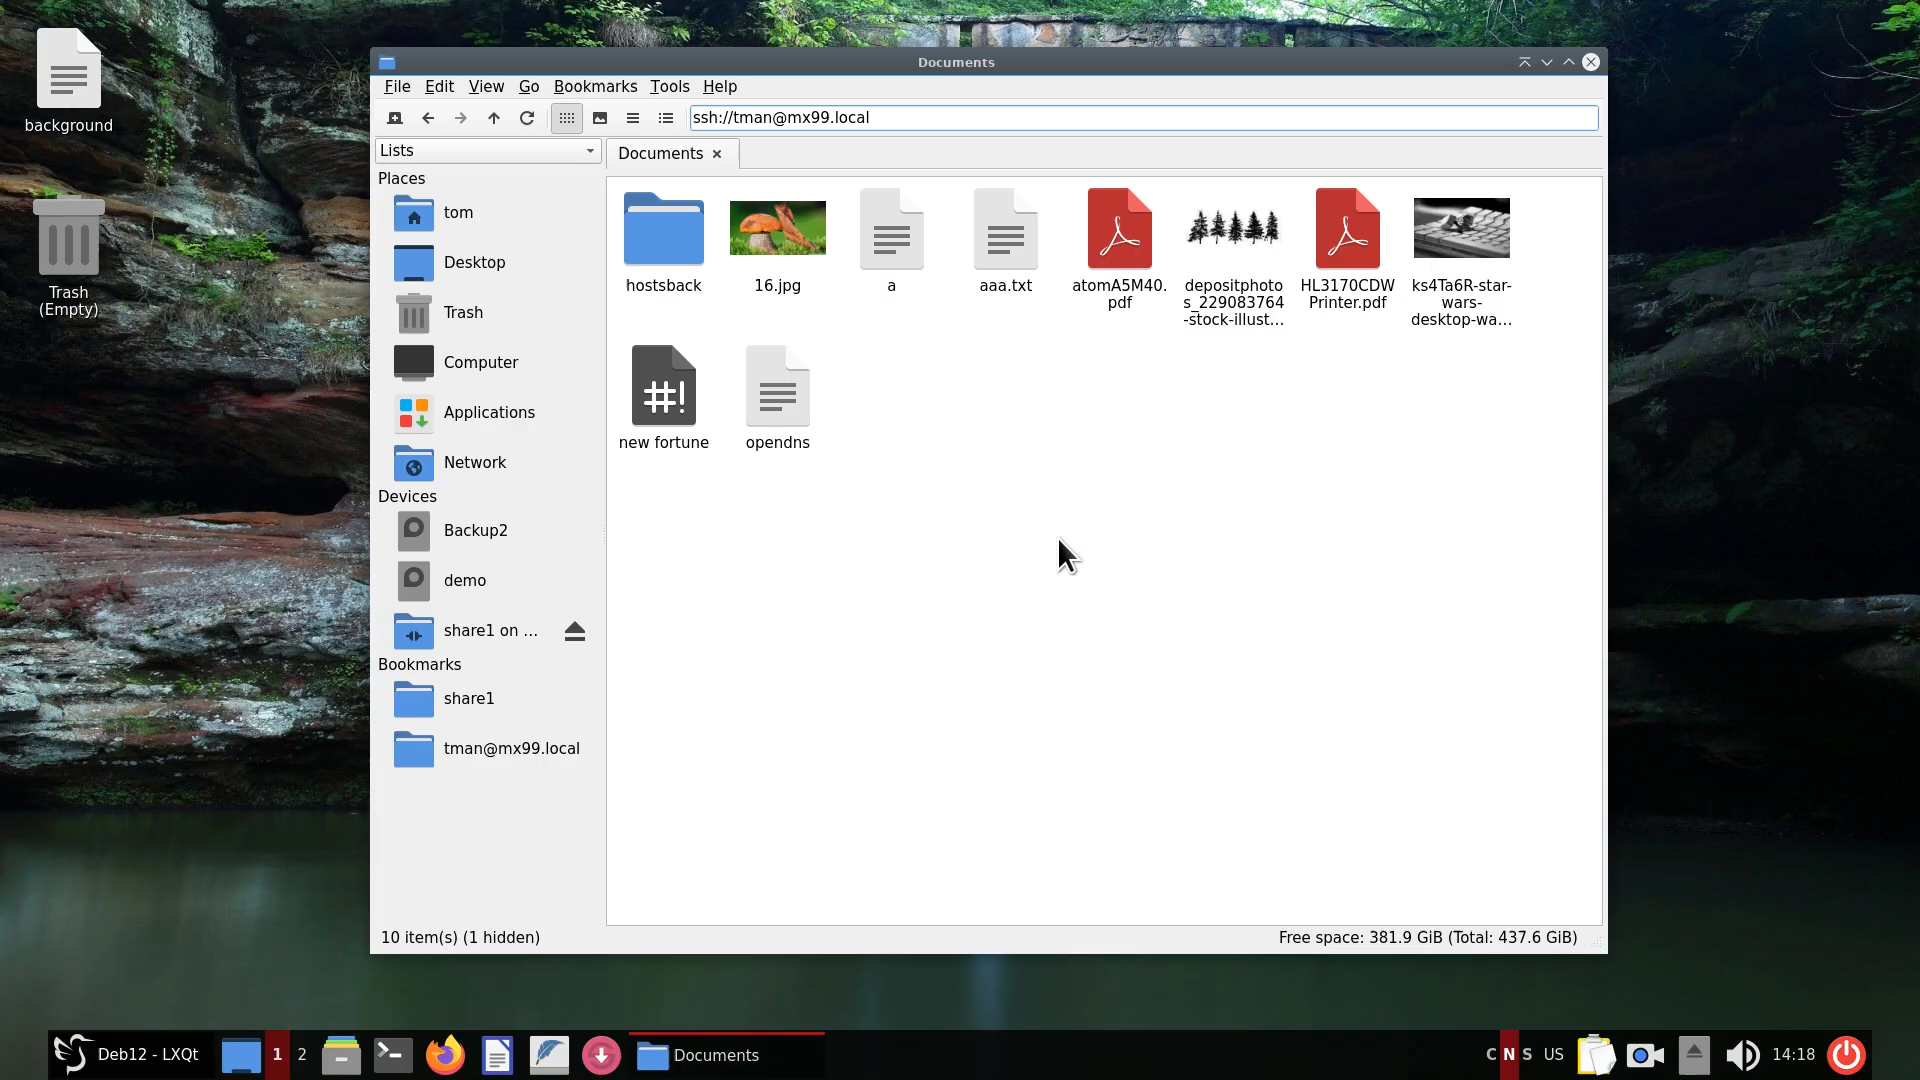 background
Trash
(Empty)
Documents
File Edit View Go Bookmarks Tools Help
ssh://tman@mx99.local
Lists
Places
tom
Desktop
Trash
Computer
Applications
Network
Devices
Backup2
demo
share1 on ...
Bookmarks
share1
tman@mx99.local
Documents
hostsback
16.jpg
a
aaa.txt
atomA5M40.
pdf
depositphoto
s_229083764
-stock-illust...
HL3170CDW
Printer.pdf
ks4Ta6R-star-
wars-
desktop-wa...
#!
new fortune
opendns
10 item(s) (1 hidden)
Free space: 381.9 GiB (Total: 437.6 GiB)
Deb12 - LXQt
1 2
Documents
C N S US
14:18